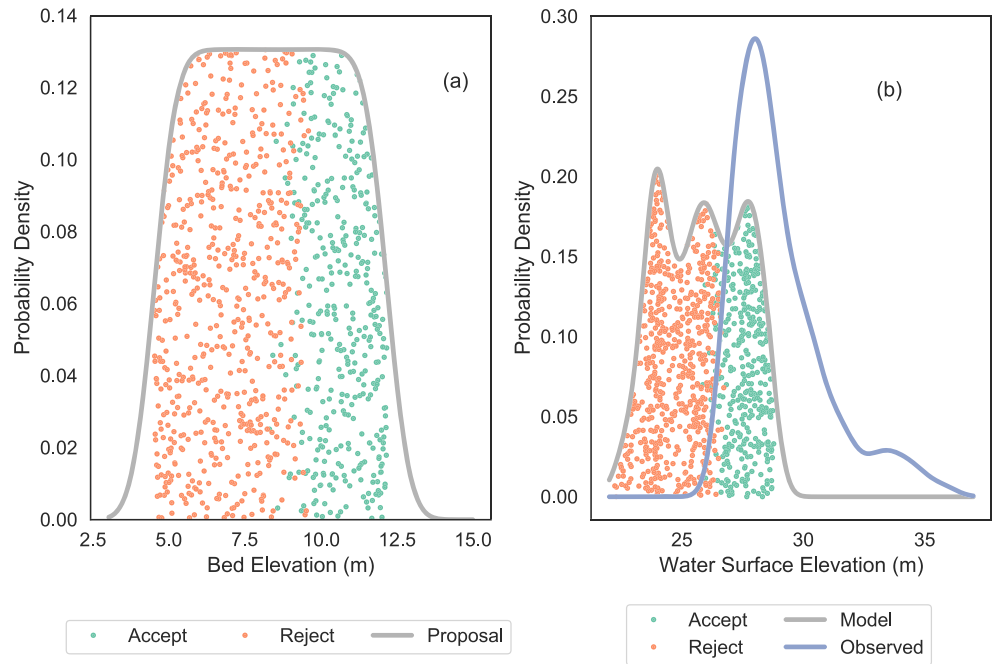 0.14
0.12
0.10
0.08
0.06
0.04
0.02
0.00
Probability Density
(a)
2.5 5.0 7.5 10.0 12.5 15.0
Bed Elevation (m)
Accept Reject Proposal
0.30
0.25
0.20
0.15
0.10
0.05
0.00
Probability Density
(b)
25 30 35
Water Surface Elevation (m)
Accept Model
Reject Observed